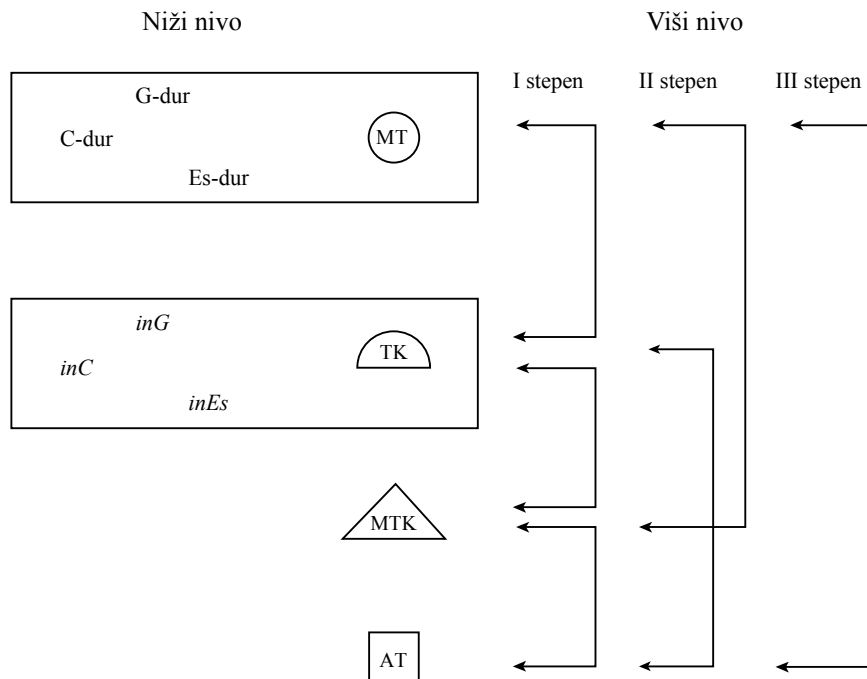 Niži nivo
Viši nivo
I stepen
II stepen
III stepen
G-dur
C-dur
MT
Es-dur
inG
inC
TK
inEs
MTK
AT